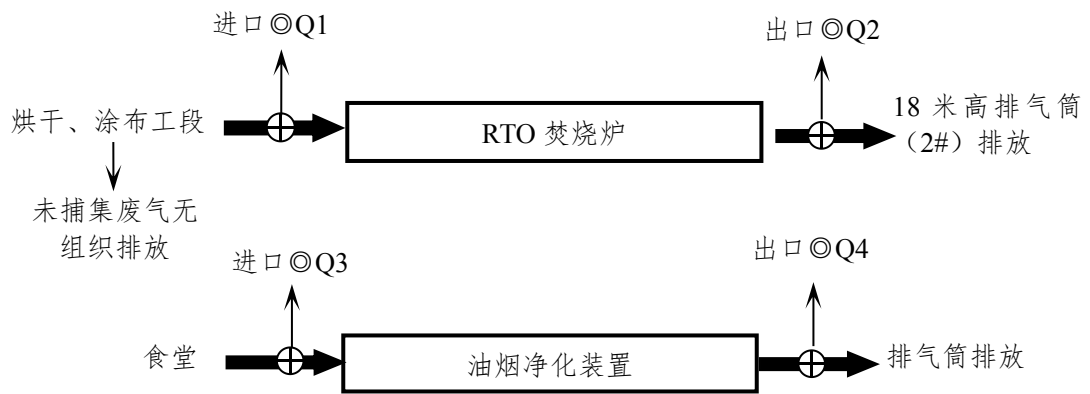 进口◎Q1
出口◎Q2
烘干、涂布工段
RTO 焚烧炉
18 米高排气筒
（2#）排放
未捕集废气无
组织排放
进口◎Q3
出口◎Q4
食堂
油烟净化装置
排气筒排放